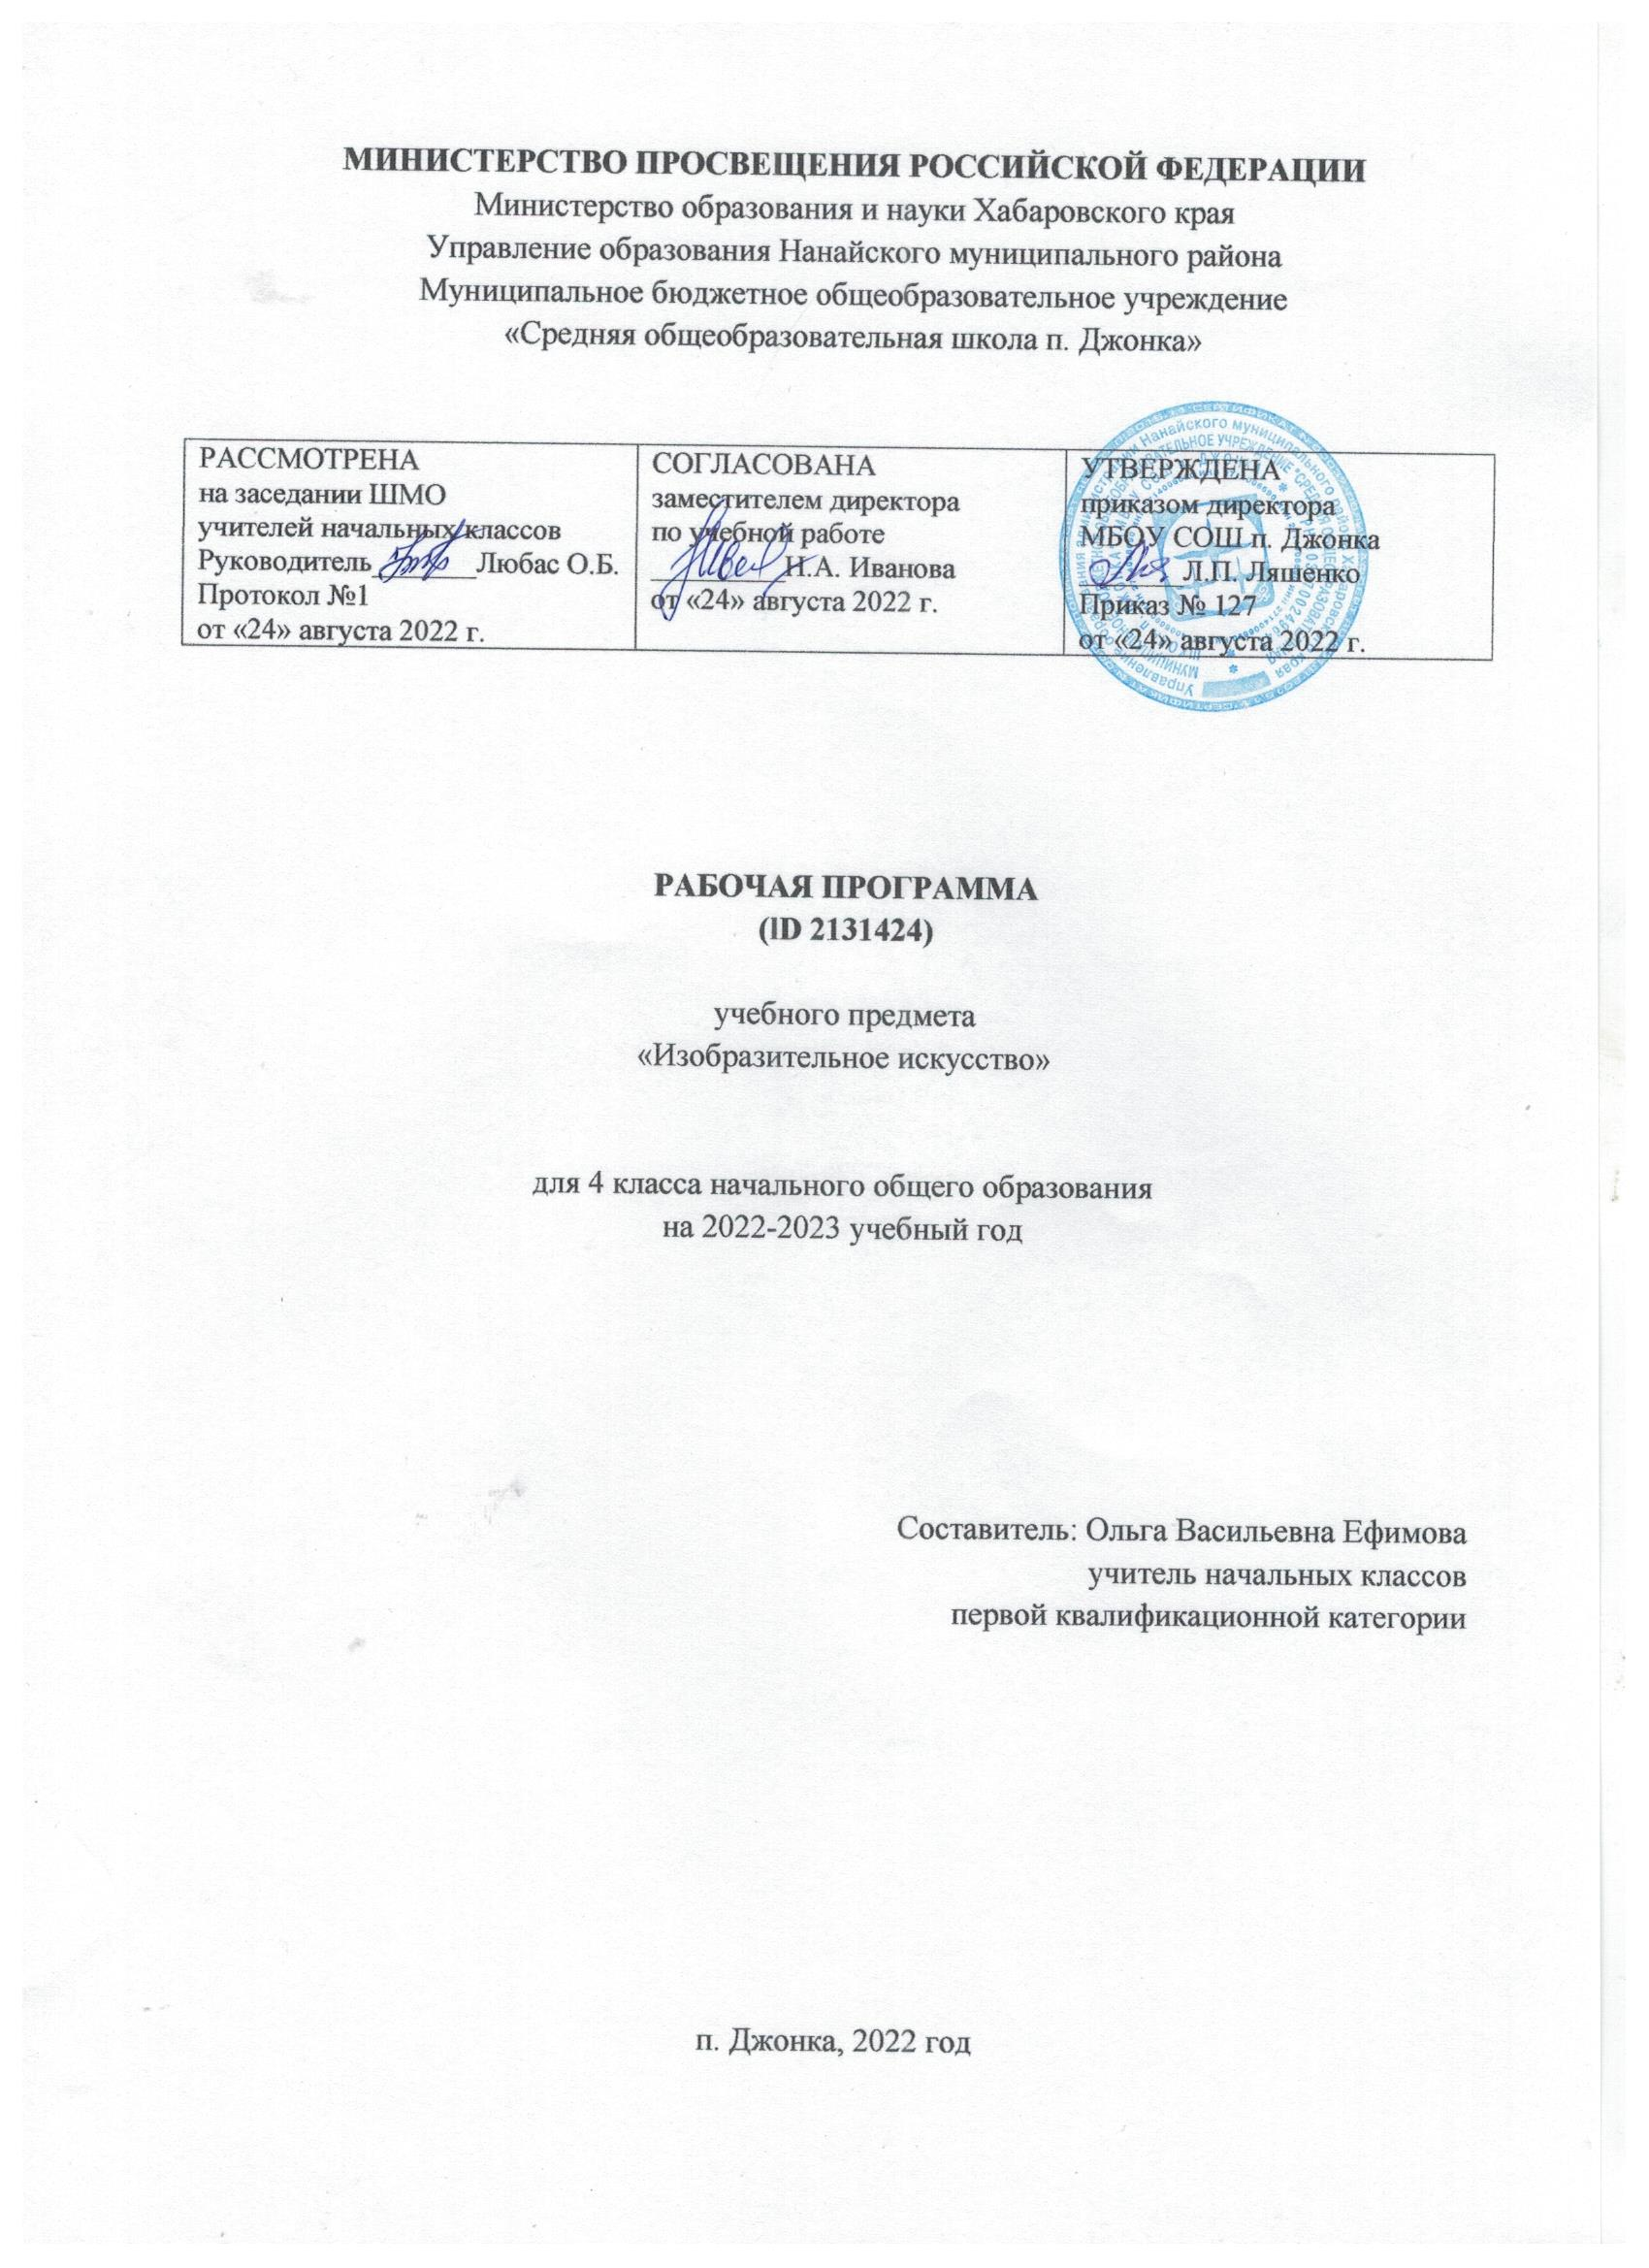 МИНИСТЕРСТВО ПРОСВЕЩЕНИЯ РОССИЙСКОЙ ФЕДЕРАЦИИ
Министерство образования и науки Хабаровского края
Управление образования Нанайского муниципального района
Муниципальное бюджетное общеобразовательное учреждение
«Средняя общеобразовательная школа п. Джонка»
РАССМОТРЕНА
на заседании ШМО
учителей начальных классов
Руководитель_______Любас О.Б.
Протокол №1
от «24» августа 2022 г.
СОГЛАСОВАНА
заместителем директора
по учебной работе
_________Н.А. Иванова
от «24» августа 2022 г.
УТВЕРЖДЕНА
приказом директора
МБОУ СОШ п. Джонка
_______Л.П. Ляшенко
Приказ № 127
от «24» августа 2022 г.
РАБОЧАЯ ПРОГРАММА
(ID 2131424)
учебного предмета
«Изобразительное искусство»
для 4 класса начального общего образования
на 2022-2023 учебный год
Составитель: Ольга Васильевна Ефимова
учитель начальных классов
первой квалификационной категории
п. Джонка, 2022 год